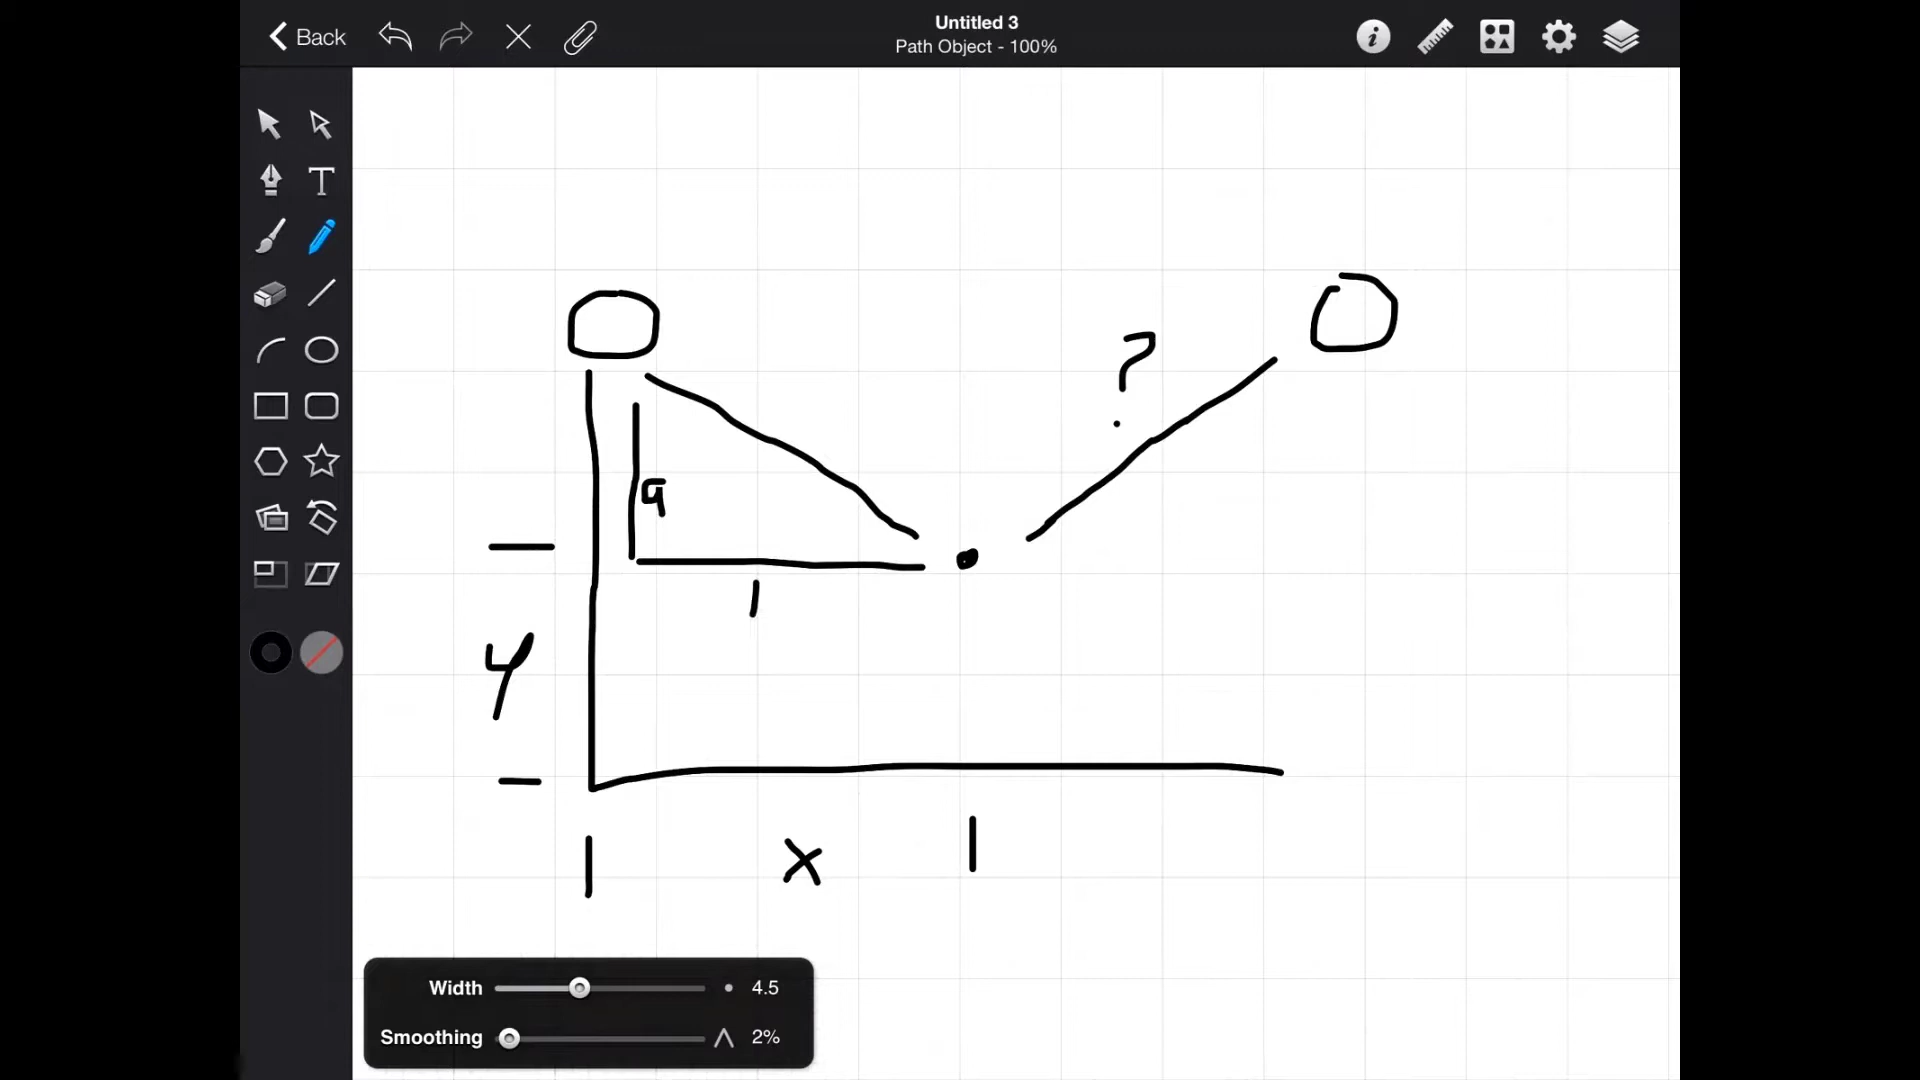 Back
Untitled 3
Path Object - 100%
T
?
9
1
y
x
Width 4.5
Smoothing 2%